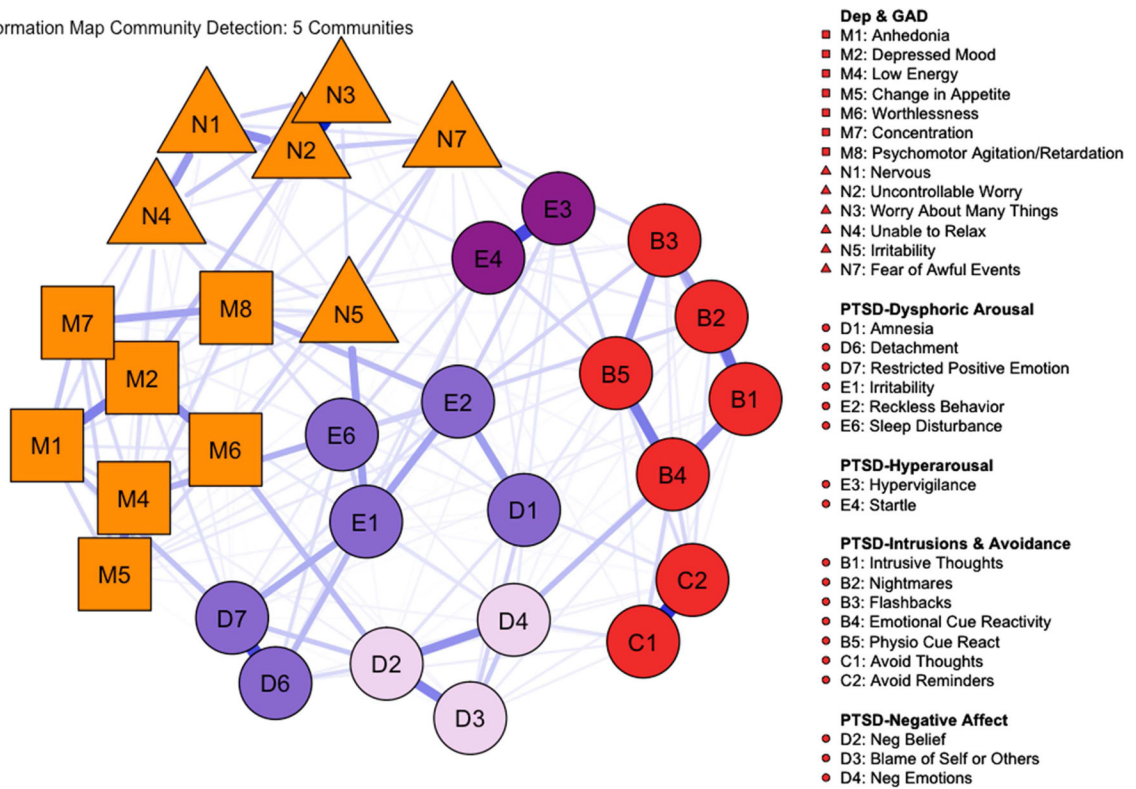 ormation Map Community Detection: 5 Communities
N3
N1
N7
N2
N4
E3
E4
B3
M8
N5
M7
B2
M2
B5
B1
E2
M1
M6
E6
B4
M4
D1
E1
M5
C2
D7
D4
C1
D2
D6
D3
Dep & GAD
M1: Anhedonia
M2: Depressed Mood
M4: Low Energy
M5: Change in Appetite
M6: Worthlessness
M7: Concentration
M8: Psychomotor Agitation/Retardation
N1: Nervous
N2: Uncontrollable Worry
N3: Worry About Many Things
N4: Unable to Relax
N5: Irritability
N7: Fear of Awful Events
PTSD-Dysphoric Arousal
D1: Amnesia
D6: Detachment
D7: Restricted Positive Emotion
E1: Irritability
E2: Reckless Behavior
E6: Sleep Disturbance
PTSD-Hyperarousal
E3: Hypervigilance
E4: Startle
PTSD-Intrusions & Avoidance
B1: Intrusive Thoughts
B2: Nightmares
B3: Flashbacks
B4: Emotional Cue Reactivity
B5: Physio Cue React
C1: Avoid Thoughts
C2: Avoid Reminders
PTSD-Negative Affect
D2: Neg Belief
D3: Blame of Self or Others
D4: Neg Emotions